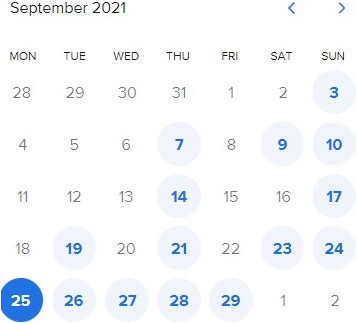 September 2021
MON TUE WED THU FRI SAT SUN
28 29 30 31 1 2 3
4 5 6 7 8 9 10
11 12 13 14 15 16 17
18 19 20 21 22 23 24
25 26 27 28 29 1 2